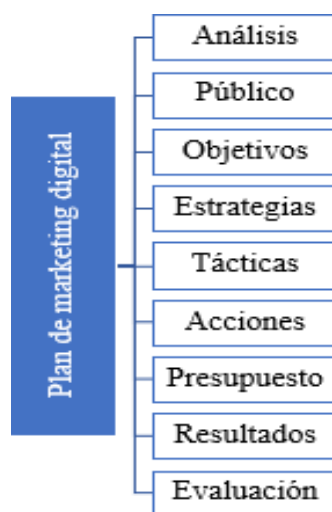 Plan de marketing digital
Análisis
Público
Objetivos
Estrategias
Tácticas
Acciones
Presupuesto
Resultados
Evaluación